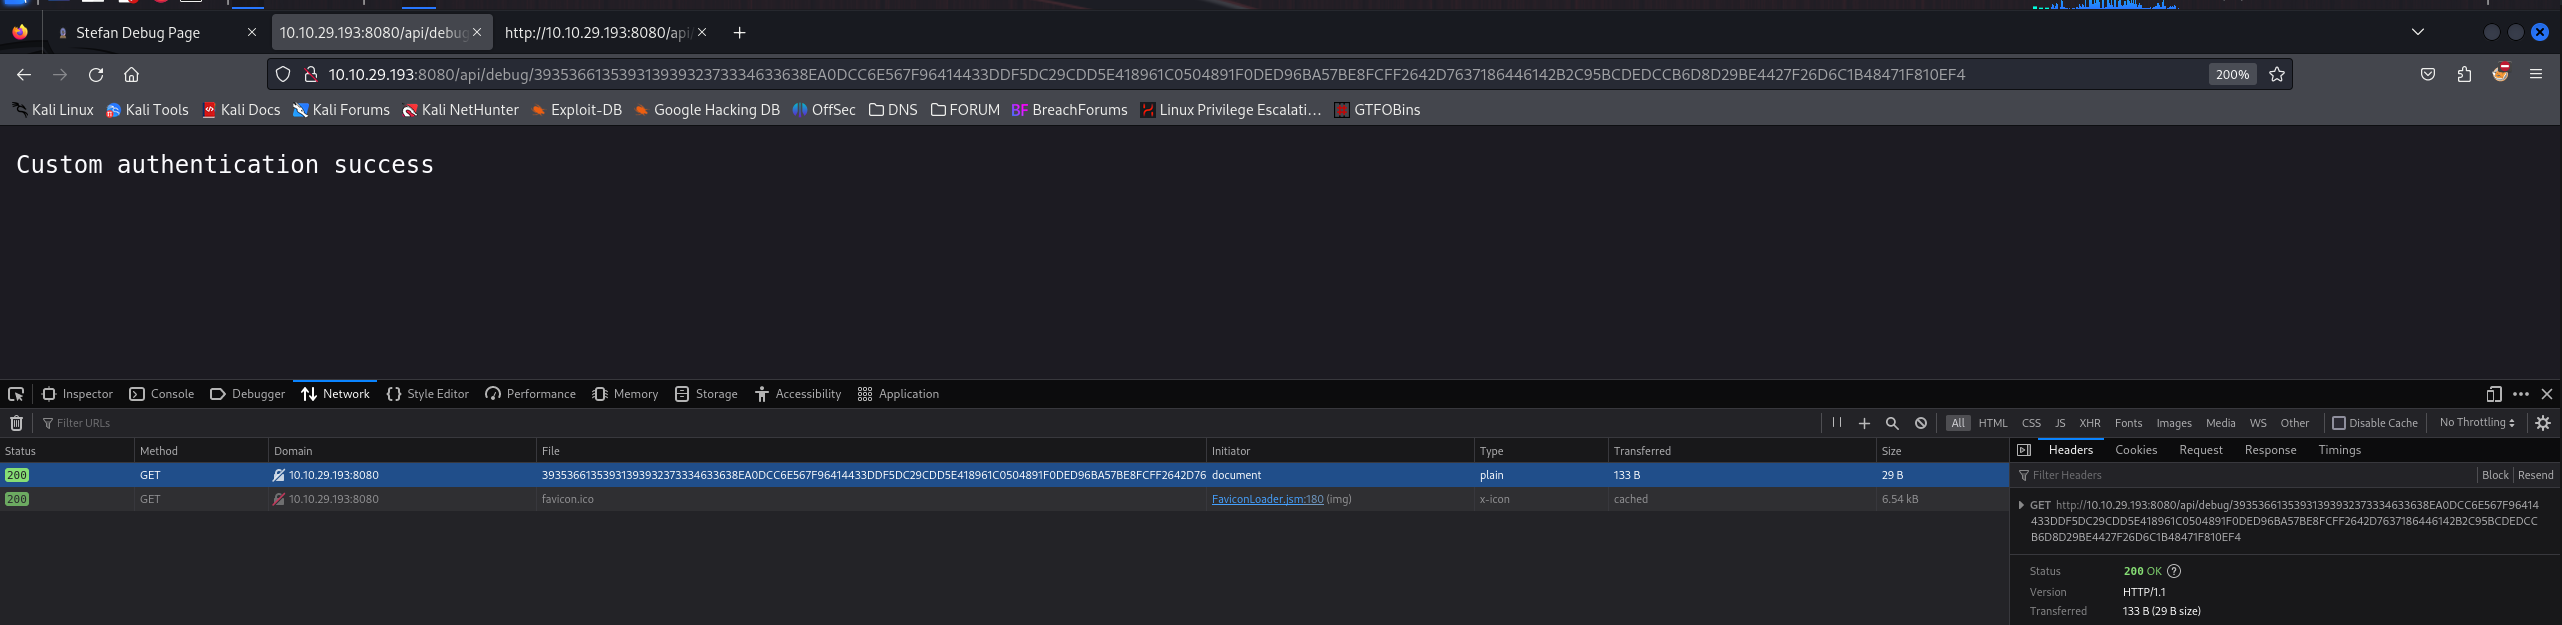 Stefan Debug Page
10.10.29.193:8080/api/debug
http://10.10.29.193:8080/api/
10.10.29.193:8080/api/debug/39353661353931393932373334633638EA0DCC6E567F96414433DDF5DC29CDD5E418961C0504891F0DED96BA57BE8FCFF2642D7637186446142B2C95BCDEDCCB6D8D29BE4427F26D6C1B48471F810EF4 200%
Kali Linux Kali Tools Kali Docs Kali Forums Kali NetHunter Exploit-DB Google Hacking DB OffSec DNS FORUM BF BreachForums Linux Privilege Escalati… GTFOBins
Custom authentication success
Inspector Console Debugger Network Style Editor Performance Memory Storage Accessibility Application
Filter URLs All HTML CSS JS XHR Fonts Images Media WS Other Disable Cache No Throttling
Status Method Domain File Initiator Type Transferred Size
200 GET 10.10.29.193:8080 39353661353931393932373334633638EA0DCC6E567F96414433DDF5DC29CDD5E418961C0504891F0DED96BA57BE8FCFF2642D76 document plain 133 B 29 B
200 GET 10.10.29.193:8080 favicon.ico FaviconLoader.jsm:180 (img) x-icon cached 6.54 kB
Headers Cookies Request Response Timings
Filter Headers Block Resend
GET http://10.10.29.193:8080/api/debug/39353661353931393932373334633638EA0DCC6E567F96414
433DDF5DC29CDD5E418961C0504891F0DED96BA57BE8FCFF2642D7637186446142B2C95BCDEDCC
B6D8D29BE4427F26D6C1B48471F810EF4
Status 200 OK ?
Version HTTP/1.1
Transferred 133 B (29 B size)